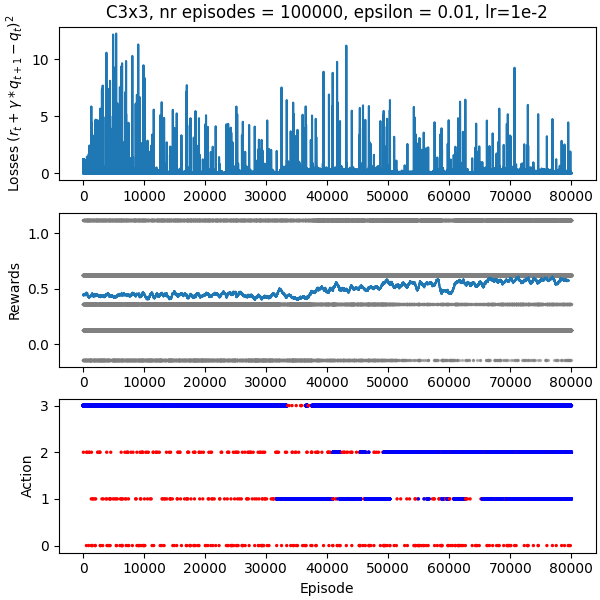 C3x3, nr episodes = 100000, epsilon = 0.01, lr=1e-2
Losses $(r_t + \gamma * q_{t+1} - q_t)^2$
10
5
0
0 10000 20000 30000 40000 50000 60000 70000 80000
Rewards
1.0
0.5
0.0
0 10000 20000 30000 40000 50000 60000 70000 80000
Action
3
2
1
0
0 10000 20000 30000 40000 50000 60000 70000 80000
Episode